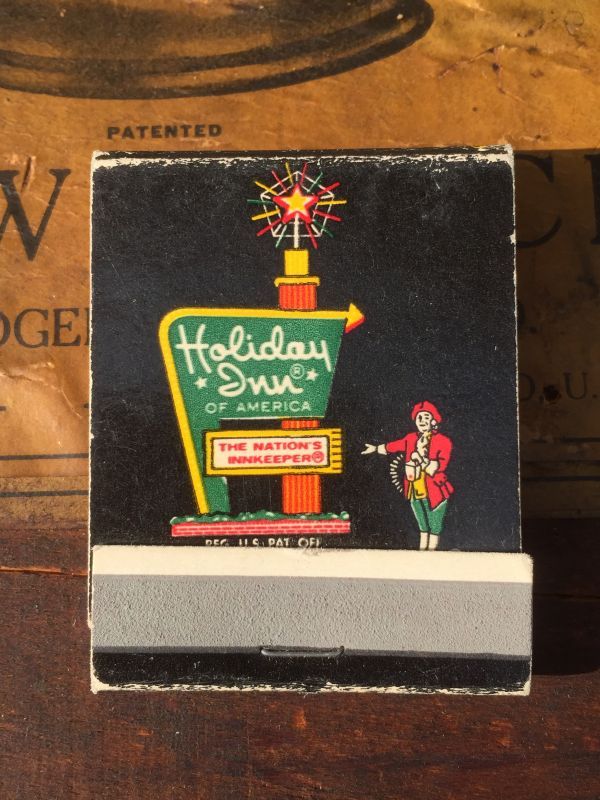 PATENTED
W
Holiday
Inn®
OF AMERICA
THE NATION'S
INNKEEPER®
REG. U.S. PAT. OFF.
U.